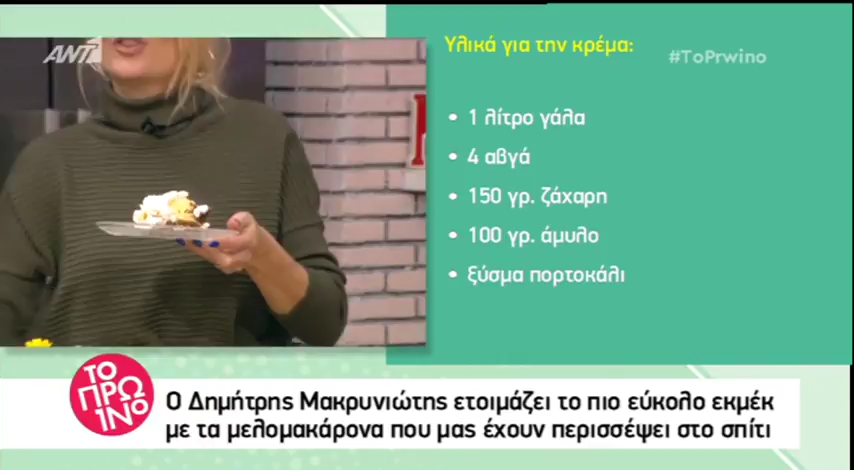 ANT1
Υλικά για την κρέμα:
#ToPrwino
• 1 λίτρο γάλα
• 4 αβγά
• 150 γρ. ζάχαρη
• 100 γρ. άμυλο
• ξύσμα πορτοκάλι
ΤΟ
ΠΡΩ
ΙΝΟ
Ο Δημήτρης Μακρυνιώτης ετοιμάζει το πιο εύκολο εκμέκ
με τα μελομακάρονα που μας έχουν περισσέψει στο σπίτι